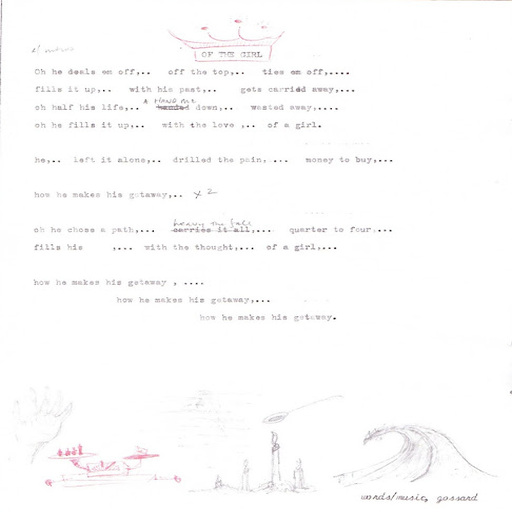 OF THE GIRL
Oh he deals em off,.. off the top,.. ties em off,....
fills it up,.. with his past,.. gets carried away,...
oh half his life,.. A HAND ME handed down,.. wasted away,....
oh he fills it up,.. with the love ,.. of a girl.
he,.. left it alone,.. drilled the pain, ... money to buy,...
how he makes his getaway,.. x 2
heavy the fall
oh he chose a path,... carries it all,.... quarter to four,...
fills his ,... with the thought,... of a girl,...
how he makes his getaway , ....
how he makes his getaway,...
how he makes his getaway.
words/music, gossard